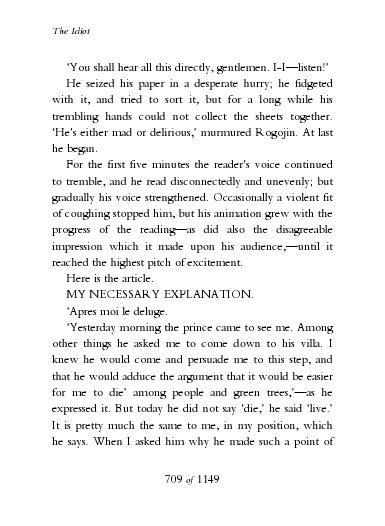 The Idiot
‘You shall hear all this directly, gentlemen. I-I—listen!’
He seized his paper in a desperate hurry; he fidgeted
with it, and tried to sort it, but for a long while his
trembling hands could not collect the sheets together.
‘He’s either mad or delirious,’ murmured Rogojin. At last
he began.
For the first five minutes the reader’s voice continued
to tremble, and he read disconnectedly and unevenly; but
gradually his voice strengthened. Occasionally a violent fit
of coughing stopped him, but his animation grew with the
progress of the reading—as did also the disagreeable
impression which it made upon his audience,—until it
reached the highest pitch of excitement.
Here is the article.
MY NECESSARY EXPLANATION.
‘Apres moi le deluge.
‘Yesterday morning the prince came to see me. Among
other things he asked me to come down to his villa. I
knew he would come and persuade me to this step, and
that he would adduce the argument that it would be easier
for me to die’ among people and green trees,’—as he
expressed it. But today he did not say ‘die,’ he said ‘live.’
It is pretty much the same to me, in my position, which
he says. When I asked him why he made such a point of
709 of 1149